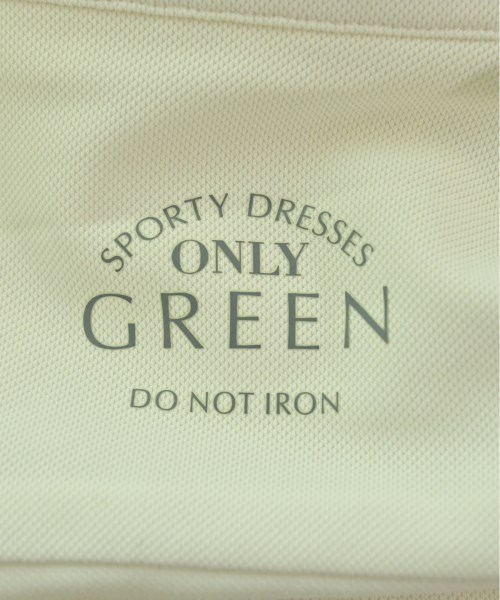 SPORTY DRESSES
ONLY
GREEN
DO NOT IRON